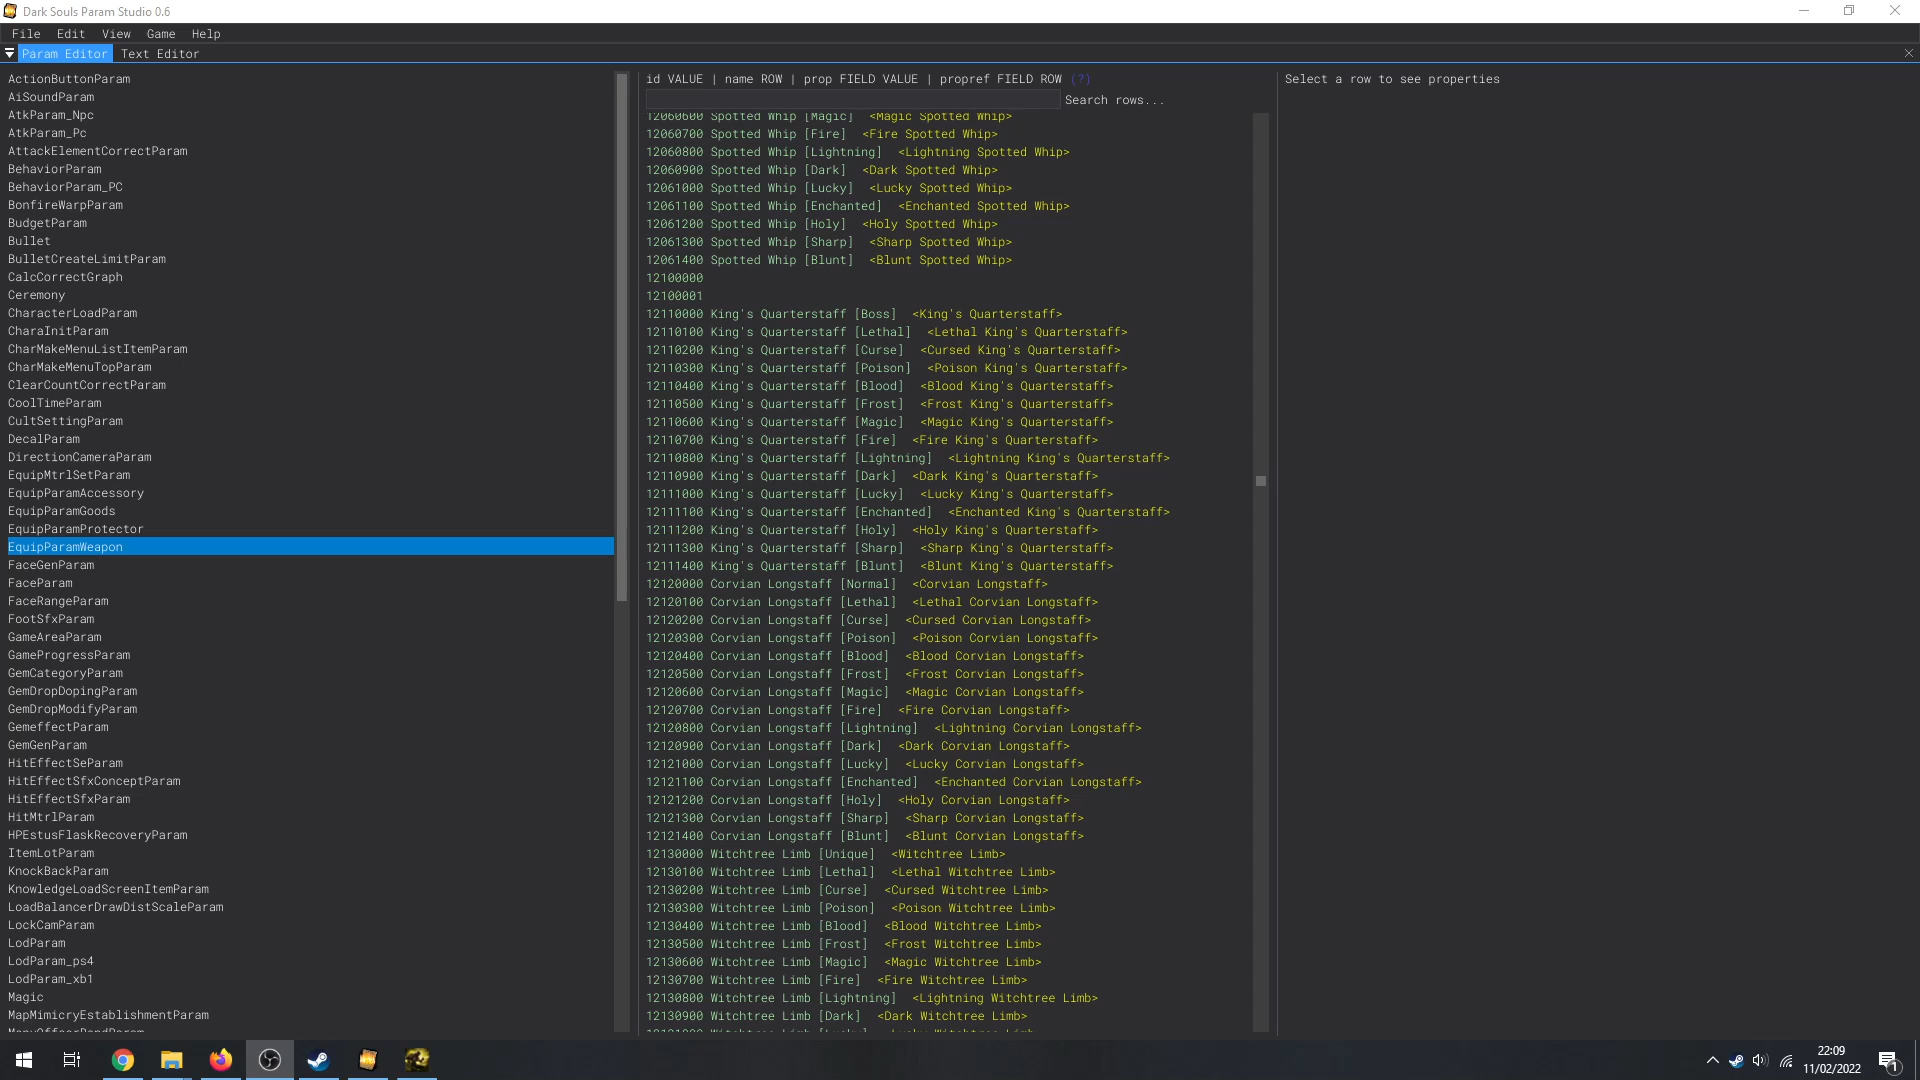 Dark Souls Param Studio 0.6
File Edit View Game Help
Param Editor Text Editor
ActionButtonParam
AiSoundParam
AtkParam_Npc
AtkParam_Pc
AttackElementCorrectParam
BehaviorParam
BehaviorParam_PC
BonfireWarpParam
BudgetParam
Bullet
BulletCreateLimitParam
CalcCorrectGraph
Ceremony
CharacterLoadParam
CharaInitParam
CharMakeMenuListItemParam
CharMakeMenuTopParam
ClearCountCorrectParam
CoolTimeParam
CultSettingParam
DecalParam
DirectionCameraParam
EquipMtrlSetParam
EquipParamAccessory
EquipParamGoods
EquipParamProtector
EquipParamWeapon
FaceGenParam
FaceParam
FaceRangeParam
FootSfxParam
GameAreaParam
GameProgressParam
GemCategoryParam
GemDropDopingParam
GemDropModifyParam
GemeffectParam
GemGenParam
HitEffectSeParam
HitEffectSfxConceptParam
HitEffectSfxParam
HitMtrlParam
HPEstusFlaskRecoveryParam
ItemLotParam
KnockBackParam
KnowledgeLoadScreenItemParam
LoadBalancerDrawDistScaleParam
LockCamParam
LodParam
LodParam_ps4
LodParam_xb1
Magic
MapMimicryEstablishmentParam
id VALUE | name ROW | prop FIELD VALUE | propref FIELD ROW (?)
Search rows...
12060600 Spotted Whip [Magic] <Magic Spotted Whip>
12060700 Spotted Whip [Fire] <Fire Spotted Whip>
12060800 Spotted Whip [Lightning] <Lightning Spotted Whip>
12060900 Spotted Whip [Dark] <Dark Spotted Whip>
12061000 Spotted Whip [Lucky] <Lucky Spotted Whip>
12061100 Spotted Whip [Enchanted] <Enchanted Spotted Whip>
12061200 Spotted Whip [Holy] <Holy Spotted Whip>
12061300 Spotted Whip [Sharp] <Sharp Spotted Whip>
12061400 Spotted Whip [Blunt] <Blunt Spotted Whip>
12100000
12100001
12110000 King's Quarterstaff [Boss] <King's Quarterstaff>
12110100 King's Quarterstaff [Lethal] <Lethal King's Quarterstaff>
12110200 King's Quarterstaff [Curse] <Cursed King's Quarterstaff>
12110300 King's Quarterstaff [Poison] <Poison King's Quarterstaff>
12110400 King's Quarterstaff [Blood] <Blood King's Quarterstaff>
12110500 King's Quarterstaff [Frost] <Frost King's Quarterstaff>
12110600 King's Quarterstaff [Magic] <Magic King's Quarterstaff>
12110700 King's Quarterstaff [Fire] <Fire King's Quarterstaff>
12110800 King's Quarterstaff [Lightning] <Lightning King's Quarterstaff>
12110900 King's Quarterstaff [Dark] <Dark King's Quarterstaff>
12111000 King's Quarterstaff [Lucky] <Lucky King's Quarterstaff>
12111100 King's Quarterstaff [Enchanted] <Enchanted King's Quarterstaff>
12111200 King's Quarterstaff [Holy] <Holy King's Quarterstaff>
12111300 King's Quarterstaff [Sharp] <Sharp King's Quarterstaff>
12111400 King's Quarterstaff [Blunt] <Blunt King's Quarterstaff>
12120000 Corvian Longstaff [Normal] <Corvian Longstaff>
12120100 Corvian Longstaff [Lethal] <Lethal Corvian Longstaff>
12120200 Corvian Longstaff [Curse] <Cursed Corvian Longstaff>
12120300 Corvian Longstaff [Poison] <Poison Corvian Longstaff>
12120400 Corvian Longstaff [Blood] <Blood Corvian Longstaff>
12120500 Corvian Longstaff [Frost] <Frost Corvian Longstaff>
12120600 Corvian Longstaff [Magic] <Magic Corvian Longstaff>
12120700 Corvian Longstaff [Fire] <Fire Corvian Longstaff>
12120800 Corvian Longstaff [Lightning] <Lightning Corvian Longstaff>
12120900 Corvian Longstaff [Dark] <Dark Corvian Longstaff>
12121000 Corvian Longstaff [Lucky] <Lucky Corvian Longstaff>
12121100 Corvian Longstaff [Enchanted] <Enchanted Corvian Longstaff>
12121200 Corvian Longstaff [Holy] <Holy Corvian Longstaff>
12121300 Corvian Longstaff [Sharp] <Sharp Corvian Longstaff>
12121400 Corvian Longstaff [Blunt] <Blunt Corvian Longstaff>
12130000 Witchtree Limb [Unique] <Witchtree Limb>
12130100 Witchtree Limb [Lethal] <Lethal Witchtree Limb>
12130200 Witchtree Limb [Curse] <Cursed Witchtree Limb>
12130300 Witchtree Limb [Poison] <Poison Witchtree Limb>
12130400 Witchtree Limb [Blood] <Blood Witchtree Limb>
12130500 Witchtree Limb [Frost] <Frost Witchtree Limb>
12130600 Witchtree Limb [Magic] <Magic Witchtree Limb>
12130700 Witchtree Limb [Fire] <Fire Witchtree Limb>
12130800 Witchtree Limb [Lightning] <Lightning Witchtree Limb>
12130900 Witchtree Limb [Dark] <Dark Witchtree Limb>
Select a row to see properties
22:09
11/02/2022
1